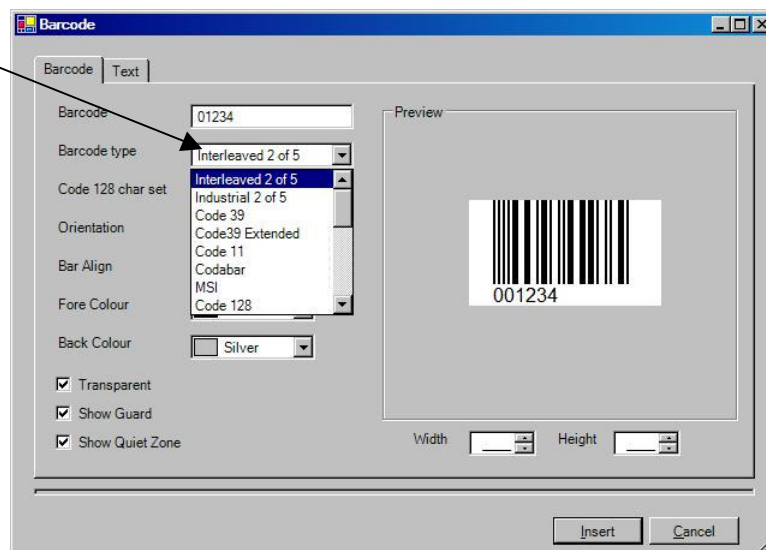 Barcode
Barcode Text
Barcode 01234
Barcode type Interleaved 2 of 5
Interleaved 2 of 5
Industrial 2 of 5
Code 39
Code39 Extended
Code 11
Codabar
MSI
Code 128
Code 128 char set
Orientation
Bar Align
Fore Colour
Back Colour Silver
Transparent
Show Guard
Show Quiet Zone
Preview
001234
Width Height
Insert Cancel